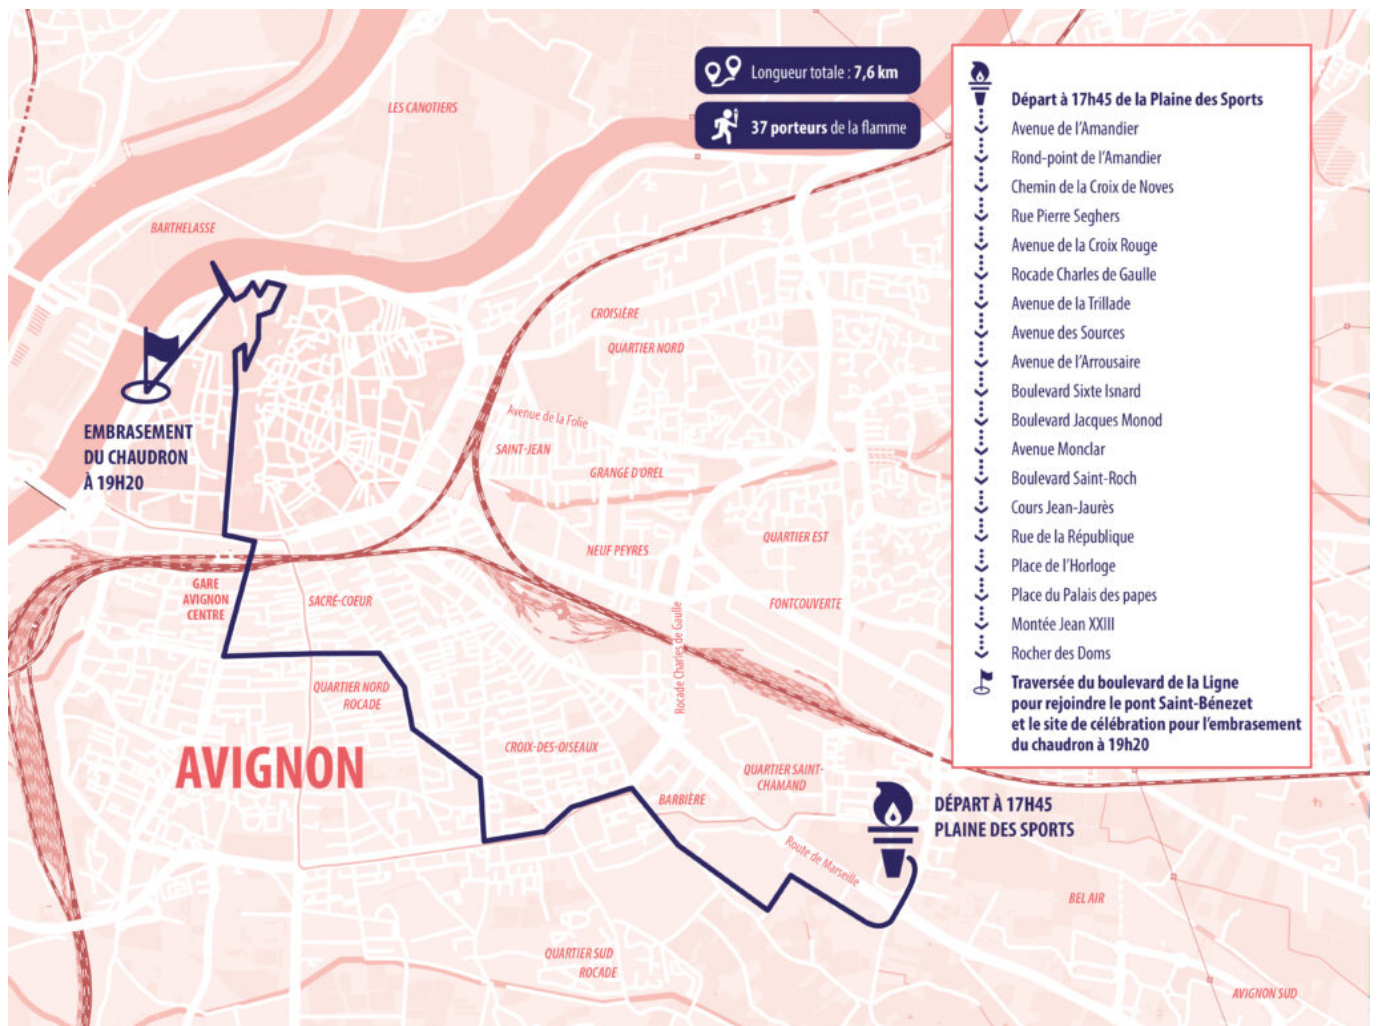 Longueur totale : 7,6 km
37 porteurs de la flamme
Départ à 17h45 de la Plaine des Sports
Avenue de l'Amandier
Rond-point de l'Amandier
Chemin de la Croix de Noves
Rue Pierre Seghers
Avenue de la Croix Rouge
Rocade Charles de Gaulle
Avenue de la Trillade
Avenue des Sources
Avenue de l'Arrousaire
Boulevard Sixte Isnard
Boulevard Jacques Monod
Avenue Monclar
Boulevard Saint-Roch
Cours Jean-Jaurès
Rue de la République
Place de l'Horloge
Place du Palais des papes
Montée Jean XXIII
Rocher des Doms
Traversée du boulevard de la Ligne
pour rejoindre le pont Saint-Bénezet
et le site de célébration pour l'embrasement
du chaudron à 19h20
LES CANOTIERS
BARTHELASSE
CROISIÈRE
QUARTIER NORD
Avenue de la Folie
SAINT-JEAN
GRANGE D'OREL
EMBRASEMENT
DU CHAUDRON
À 19H20
QUARTIER EST
NEUF PEYRES
GARE
AVIGNON
CENTRE
SACRÉ-COEUR
FONTCOUVERTE
Rocade Charles de Gaulle
QUARTIER NORD
ROCADE
CROIX-DES-OISEAUX
AVIGNON
QUARTIER SAINT-
CHAMAND
BARBIÈRE
DÉPART À 17H45
PLAINE DES SPORTS
Route de Marseille
BEL AIR
QUARTIER SUD
ROCADE
AVIGNON SUD